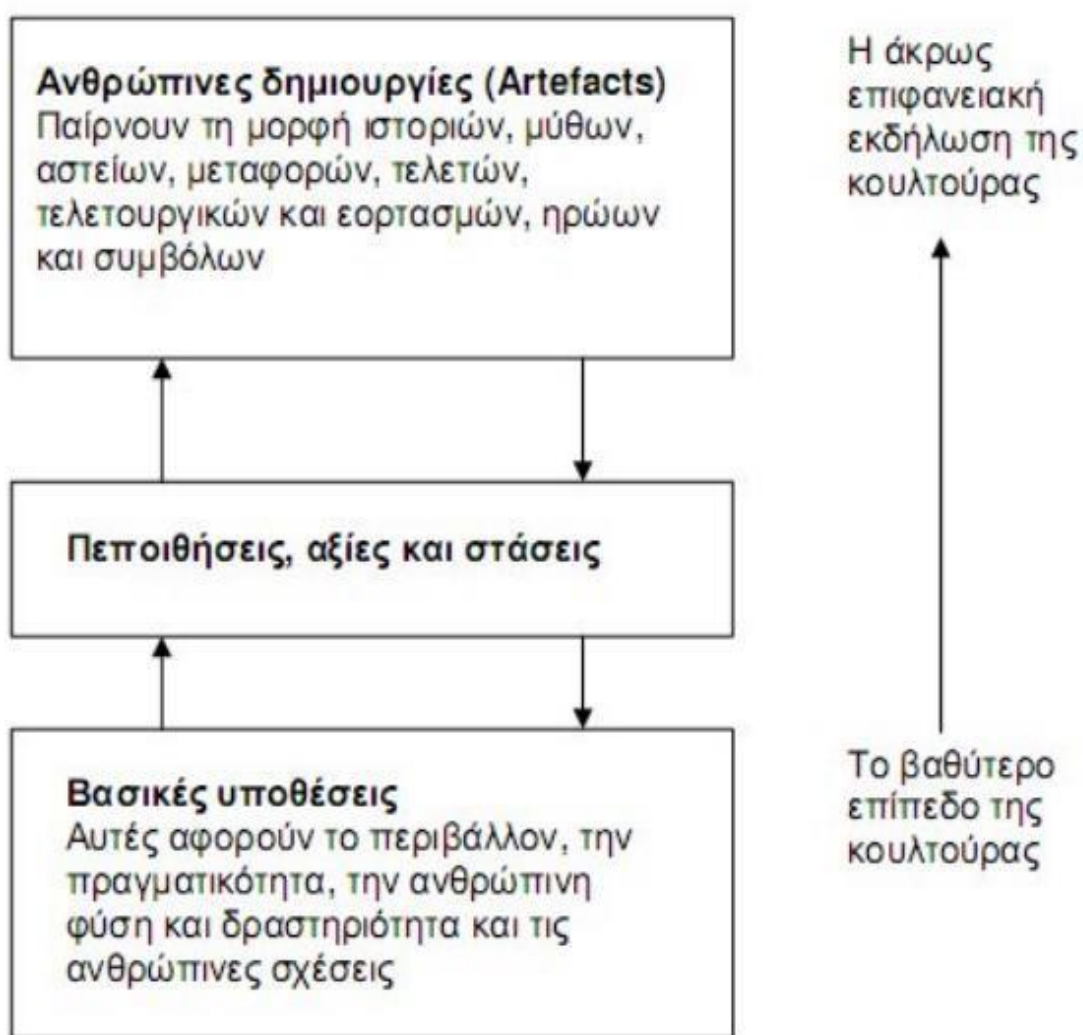 Ανθρώπινες δημιουργίες (Artefacts)
Παίρνουν τη μορφή ιστοριών, μύθων,
αστείων, μεταφορών, τελετών,
τελετουργικών και εορτασμών, ηρώων
και συμβόλων
Η άκρως
επιφανειακή
εκδήλωση της
κουλτούρας
Πεποιθήσεις, αξίες και στάσεις
Βασικές υποθέσεις
Αυτές αφορούν το περιβάλλον, την
πραγματικότητα, την ανθρώπινη
φύση και δραστηριότητα και τις
ανθρώπινες σχέσεις
Το βαθύτερο
επίπεδο της
κουλτούρας